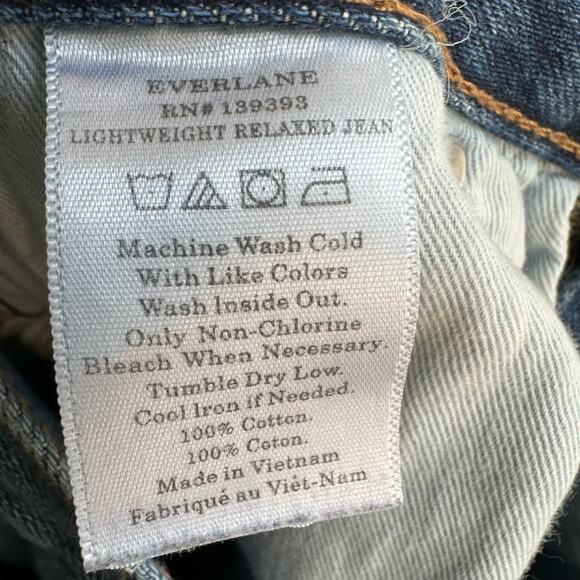 EVERLANE
RN# 139393
LIGHTWEIGHT RELAXED JEAN
Machine Wash Cold
With Like Colors
Wash Inside Out.
Only Non-Chlorine
Bleach When Necessary.
Tumble Dry Low.
Cool Iron if Needed.
100% Cotton.
100% Coton.
Made in Vietnam
Fabriqué au Viêt-Nam